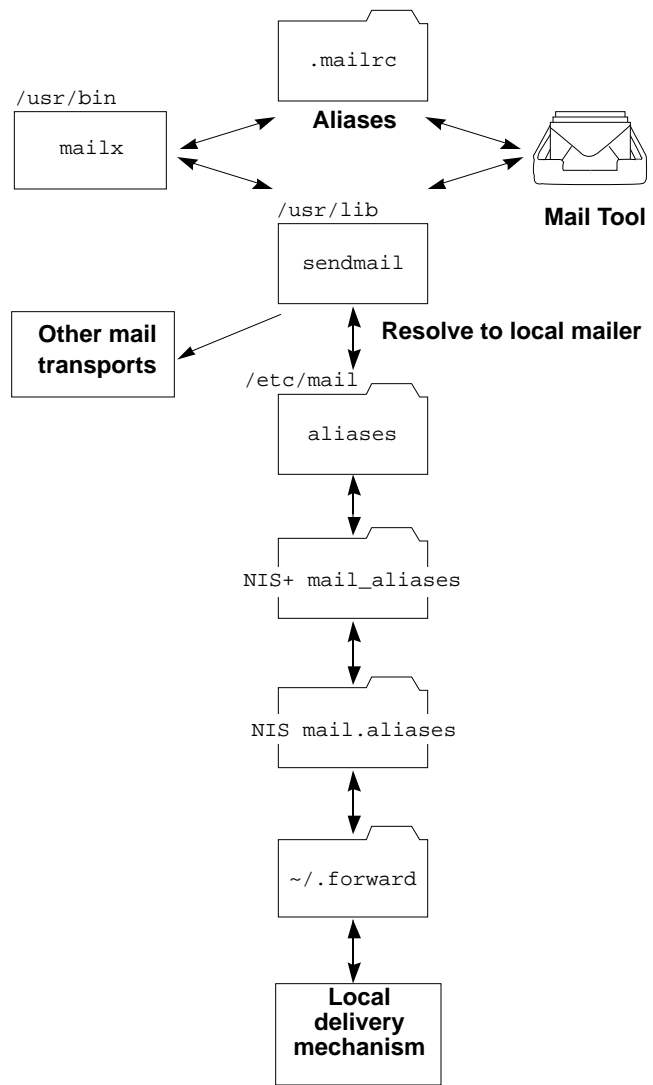 .mailrc
Aliases
/usr/bin
mailx
Mail Tool
/usr/lib
sendmail
Other mail
transports
Resolve to local mailer
/etc/mail
aliases
NIS+ mail_aliases
NIS mail.aliases
~/.forward
Local
delivery
mechanism